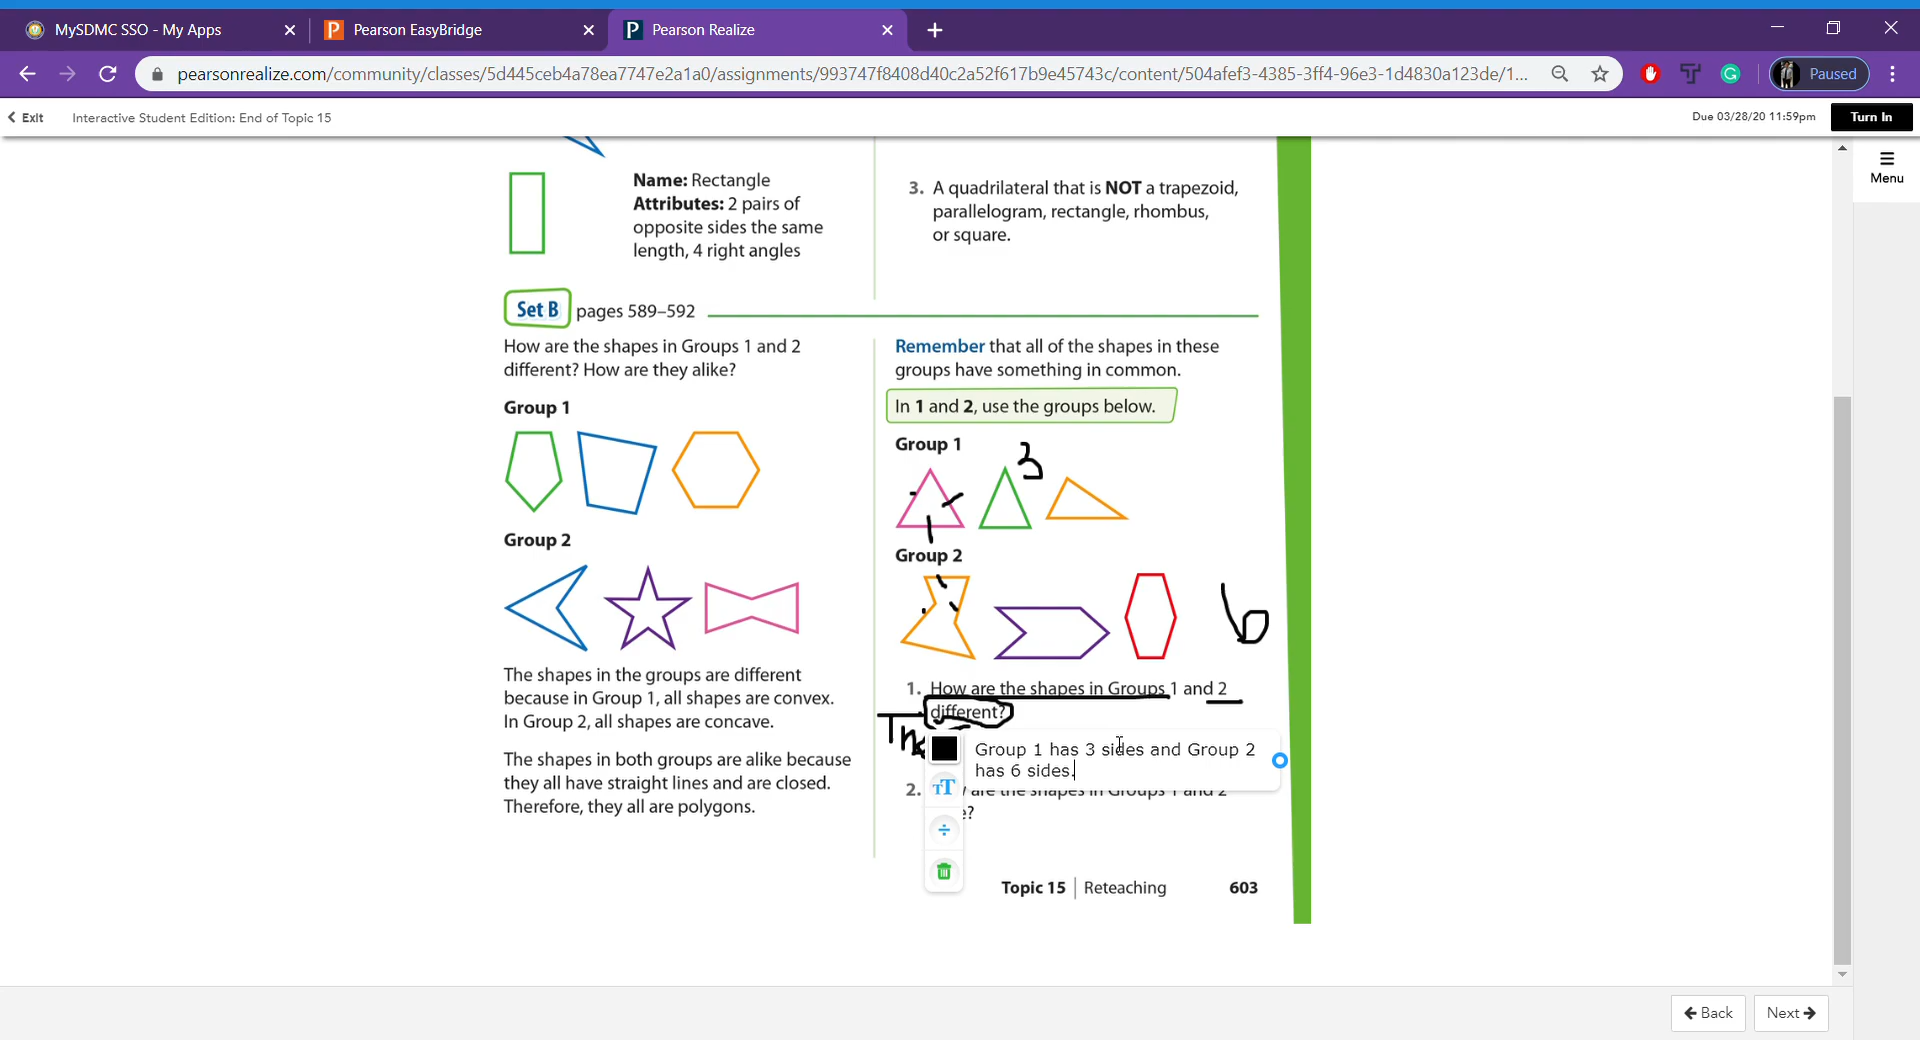 MySDMC SSO - My Apps
Pearson EasyBridge
Pearson Realize
pearsonrealize.com/community/classes/5d445ceb4a78ea7747e2a1a0/assignments/993747f8408d40c2a52f617b9e45743c/content/504afef3-4385-3ff4-96e3-1d4830a123de/1...
Paused
Exit
Interactive Student Edition: End of Topic 15
Due 03/28/20 11:59pm
Turn In
Menu
Name: Rectangle
Attributes: 2 pairs of
opposite sides the same
length, 4 right angles
3. A quadrilateral that is NOT a trapezoid,
parallelogram, rectangle, rhombus,
or square.
Set B pages 589–592
How are the shapes in Groups 1 and 2
different? How are they alike?
Group 1
Group 2
The shapes in the groups are different
because in Group 1, all shapes are convex.
In Group 2, all shapes are concave.
The shapes in both groups are alike because
they all have straight lines and are closed.
Therefore, they all are polygons.
Remember that all of the shapes in these
groups have something in common.
In 1 and 2, use the groups below.
Group 1
3
Group 2
6
1. How are the shapes in Groups 1 and 2
different?
Group 1 has 3 sides and Group 2
has 6 sides.
2. are the shapes in Groups 1 and 2
e?
Topic 15 | Reteaching 603
Back
Next